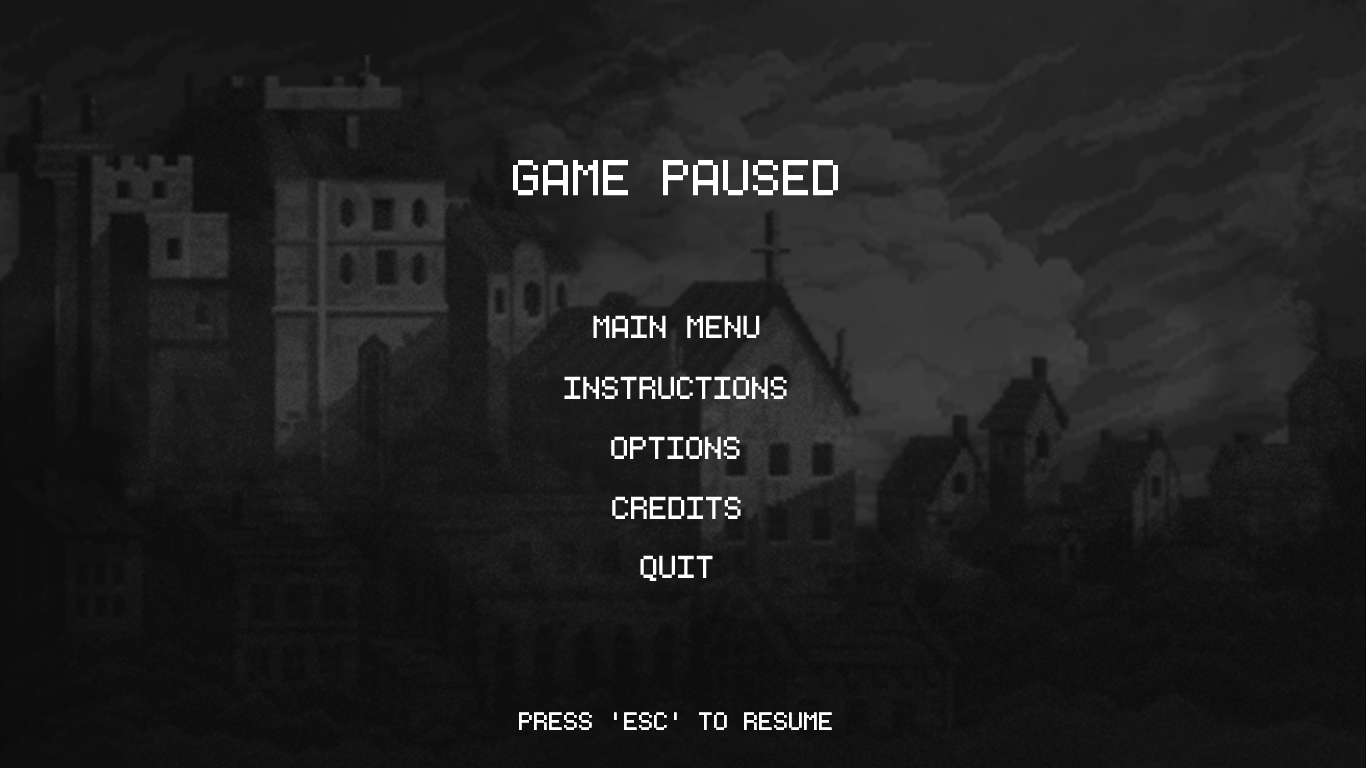 GAME PAUSED
MAIN MENU
INSTRUCTIONS
OPTIONS
CREDITS
QUIT
PRESS 'ESC' TO RESUME